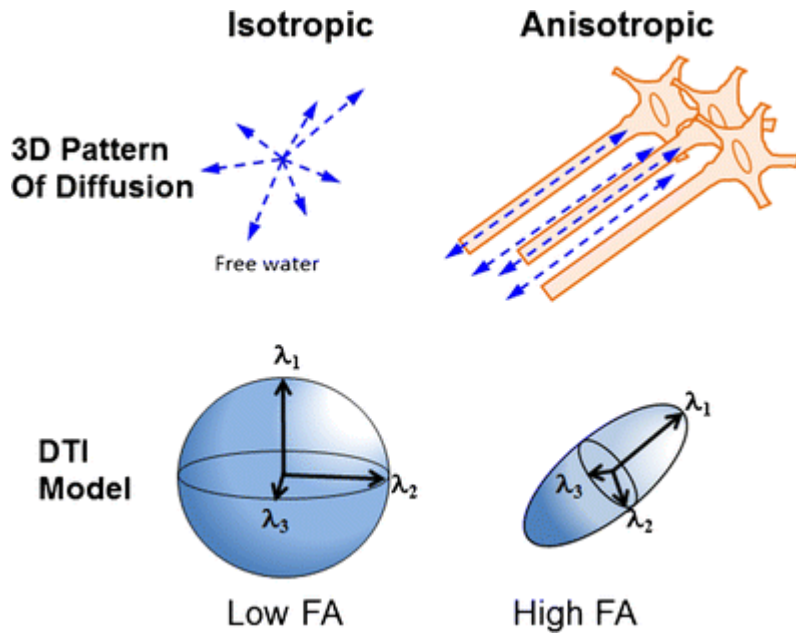 Isotropic
Anisotropic
3D Pattern
Of Diffusion
Free water
DTI
Model
λ₁
λ₂
λ₃
λ₁
λ₃
λ₂
Low FA
High FA